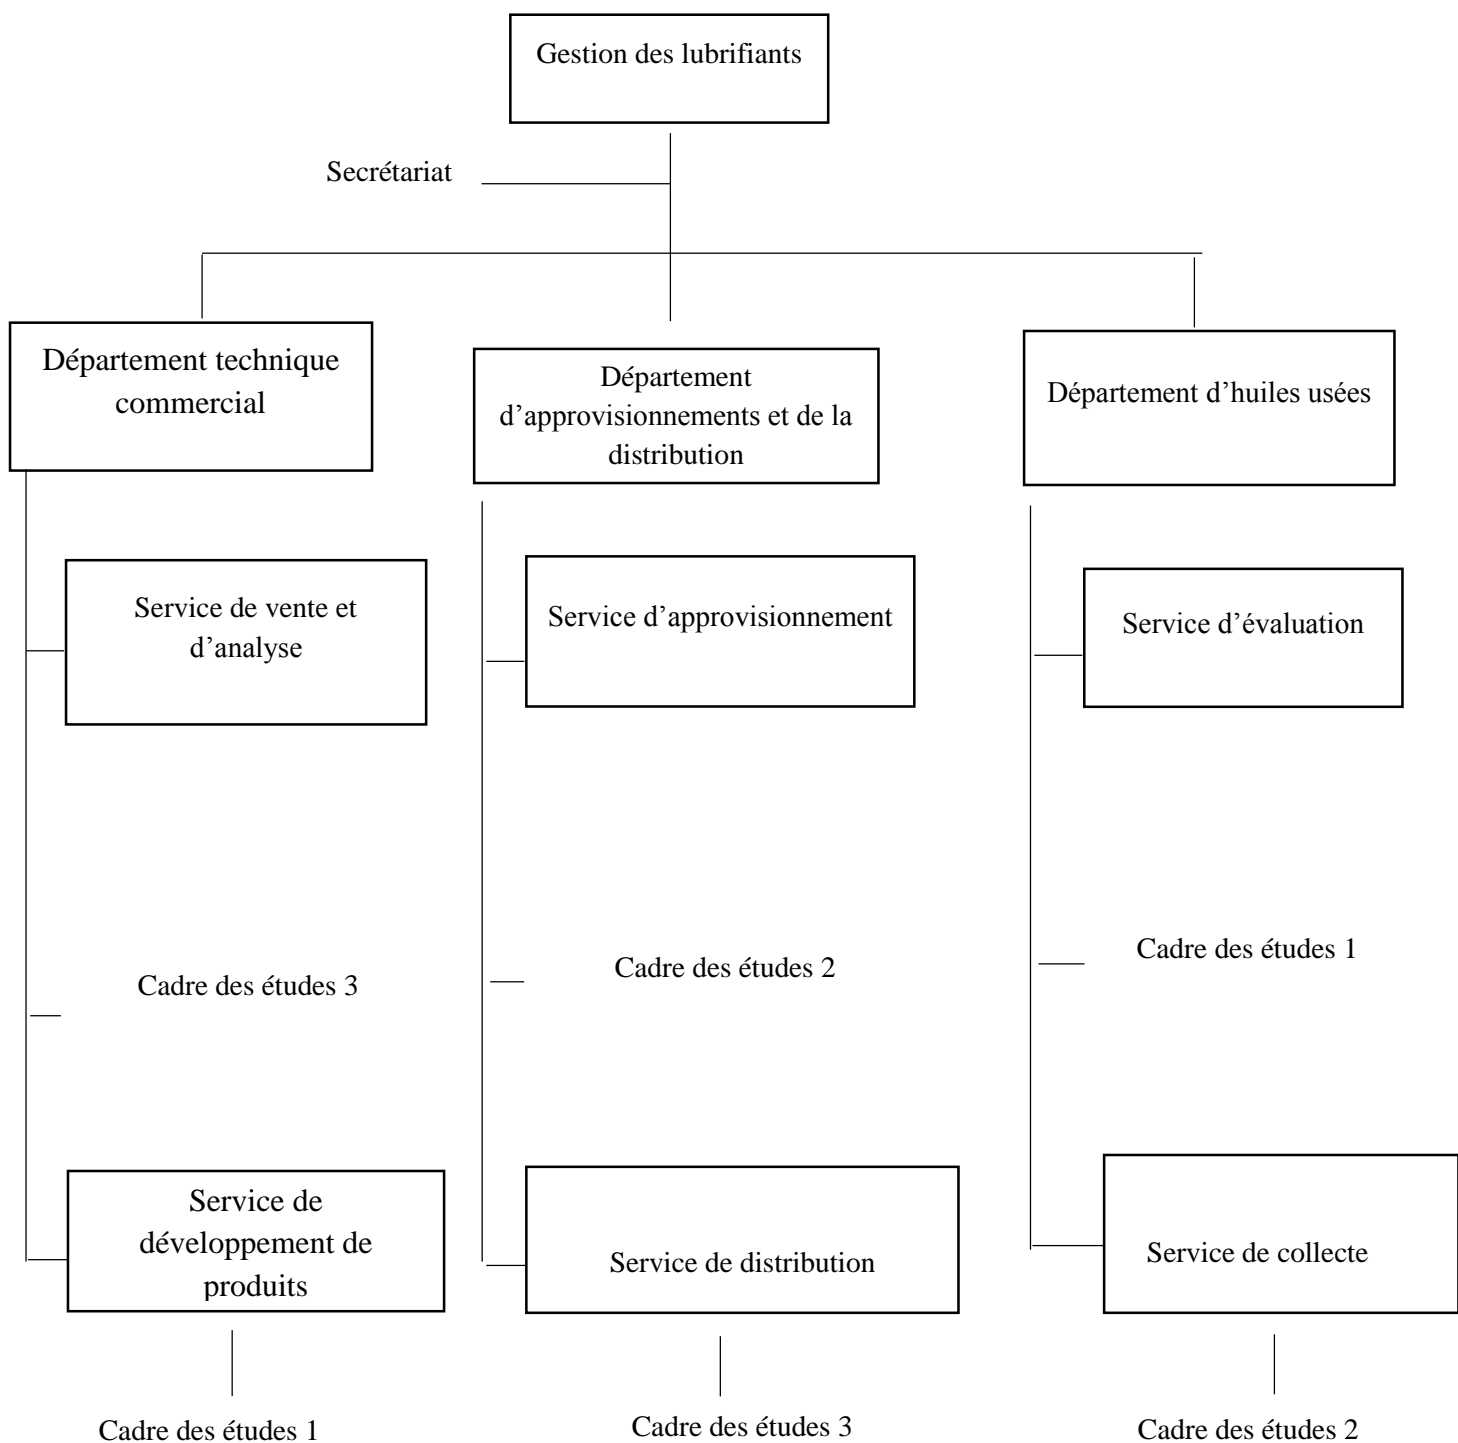 Gestion des lubrifiants
Secrétariat
Département technique
commercial
Département
d’approvisionnements et de la
distribution
Département d’huiles usées
Service de vente et
d’analyse
Service d’approvisionnement
Service d’évaluation
Cadre des études 3
Cadre des études 2
Cadre des études 1
Service de
développement de
produits
Service de distribution
Service de collecte
Cadre des études 1
Cadre des études 3
Cadre des études 2